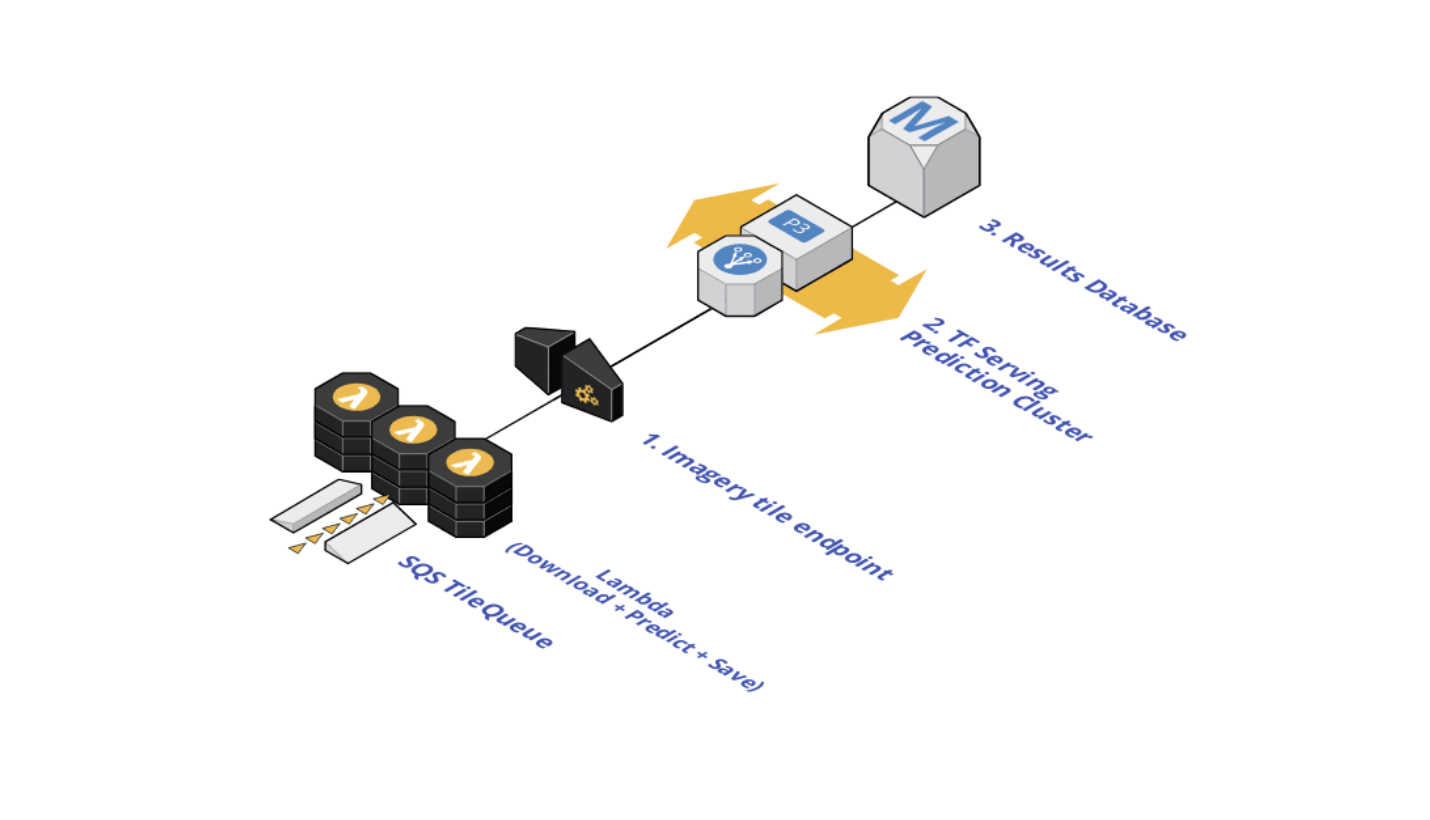 M
3. Results Database
P3
2. TF Serving
Prediction Cluster
1. Imagery tile endpoint
λ
λ
λ
Lambda
(Download + Predict + Save)
SQS TileQueue